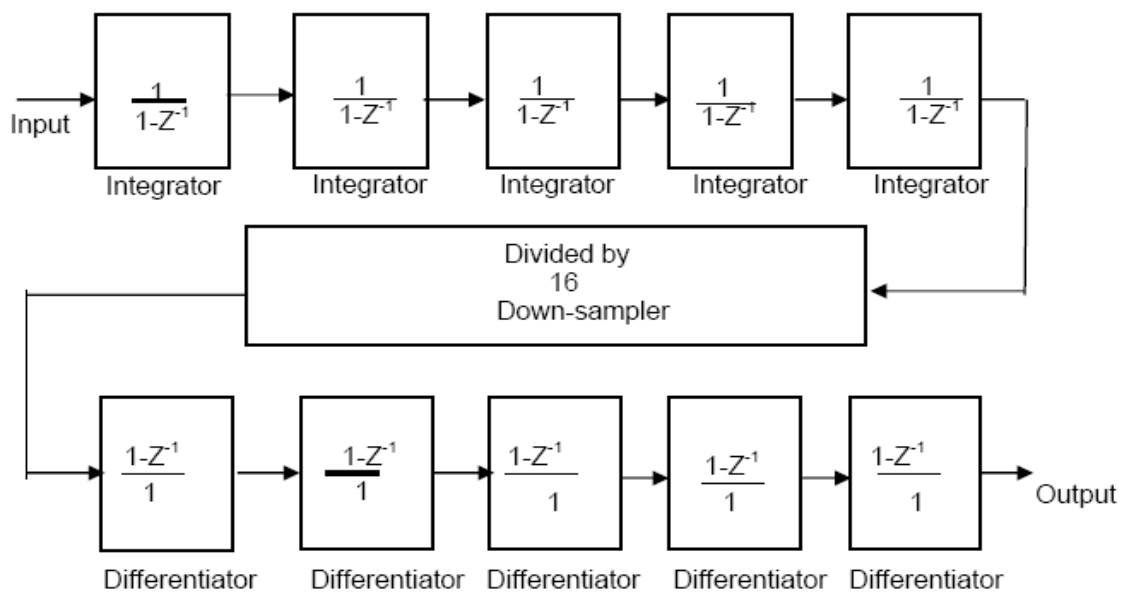 Input
1
1-Z⁻¹
1
1-Z⁻¹
1
1-Z⁻¹
1
1-Z⁻¹
1
1-Z⁻¹
Integrator
Integrator
Integrator
Integrator
Integrator
Divided by
16
Down-sampler
1-Z⁻¹
1
1-Z⁻¹
1
1-Z⁻¹
1
1-Z⁻¹
1
1-Z⁻¹
1
Output
Differentiator
Differentiator
Differentiator
Differentiator
Differentiator